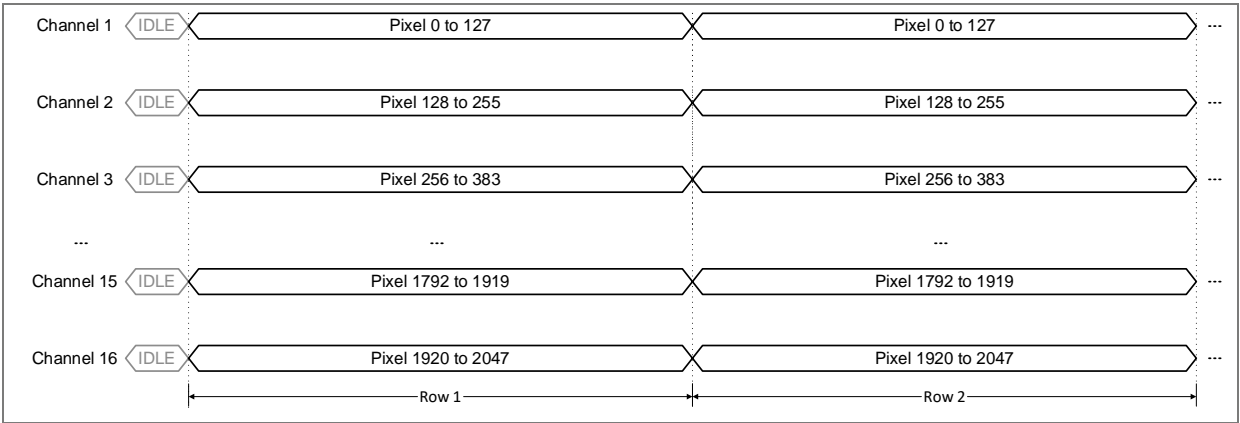 Channel 1 IDLE Pixel 0 to 127 Pixel 0 to 127 ---
Channel 2 IDLE Pixel 128 to 255 Pixel 128 to 255 ---
Channel 3 IDLE Pixel 256 to 383 Pixel 256 to 383 ---
--- --- ---
Channel 15 IDLE Pixel 1792 to 1919 Pixel 1792 to 1919 ---
Channel 16 IDLE Pixel 1920 to 2047 Pixel 1920 to 2047 ---
Row 1 Row 2